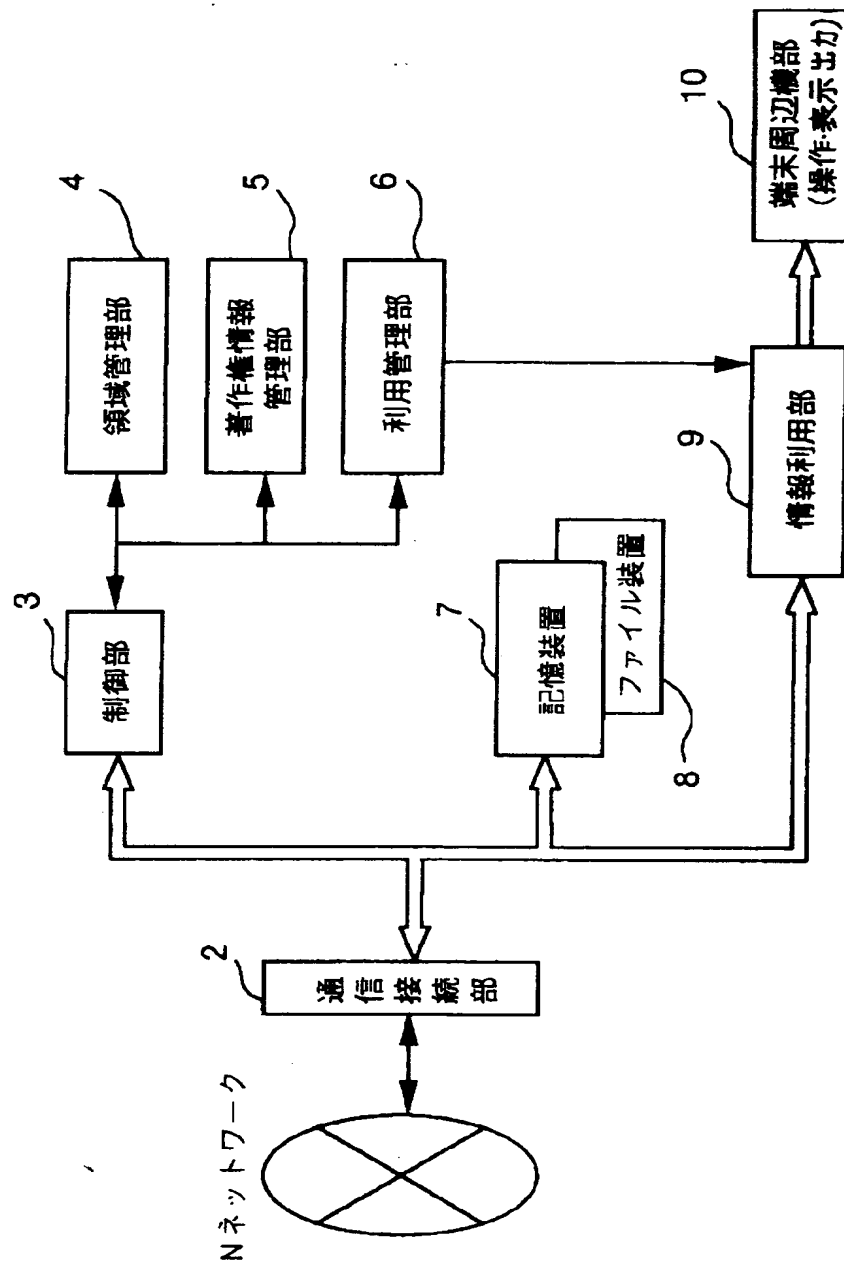 Nネットワーク
2
通信接続部
3
制御部
4
領域管理部
5
著作権情報
管理部
6
利用管理部
7
記憶装置
ファイル装置
8
9
情報利用部
10
端末周辺機部
(操作・表示出力)